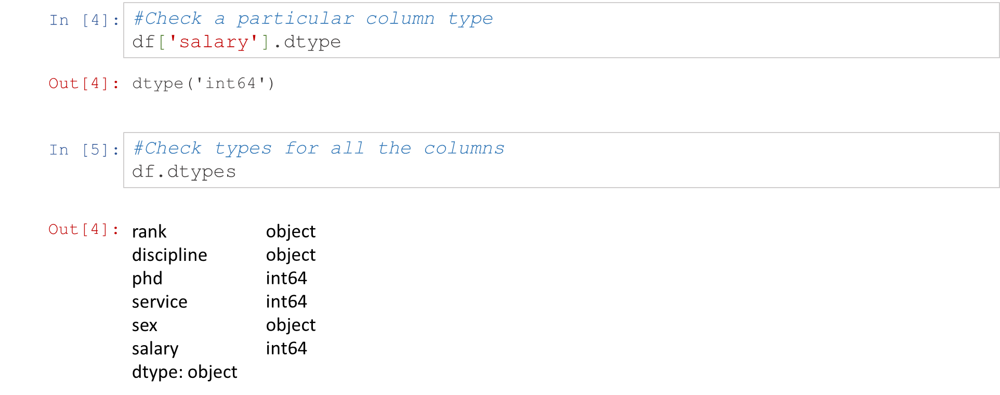 In [4]: #Check a particular column type
df['salary'].dtype
Out[4]: dtype('int64')
In [5]: #Check types for all the columns
df.dtypes
Out[4]: rank object
discipline object
phd int64
service int64
sex object
salary int64
dtype: object